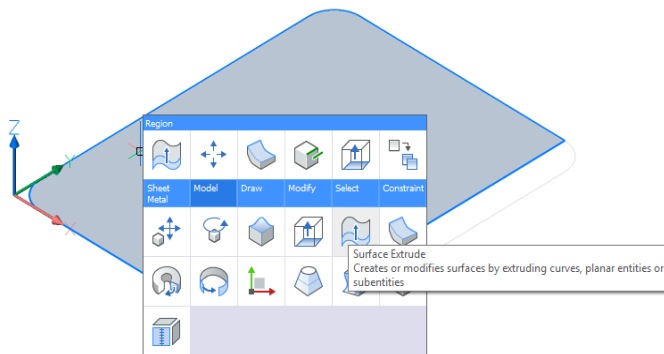 Z
Y
X
Region
Sheet Metal
Model
Draw
Modify
Select
Constraint
Surface Extrude
Creates or modifies surfaces by extruding curves, planar entities or
subentities